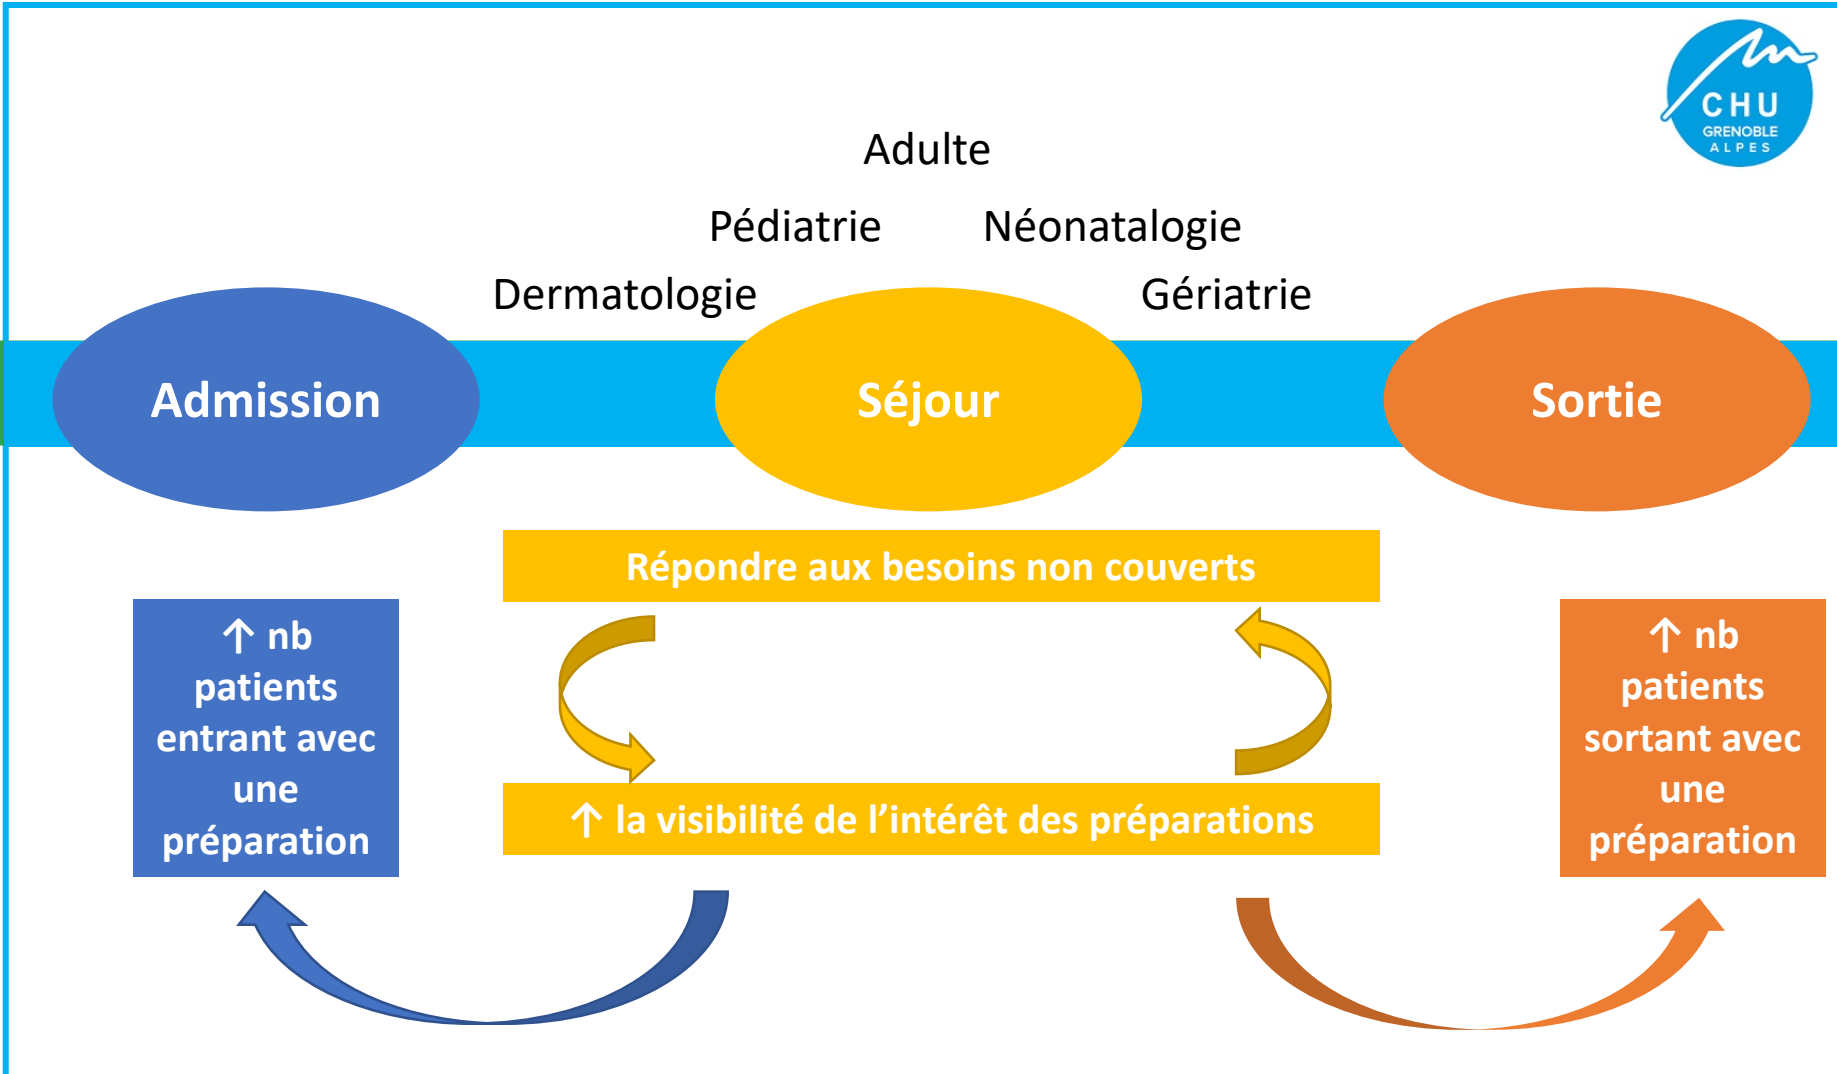 CHU
GRENOBLE
ALPES
Adulte
Pédiatrie
Néonatalogie
Dermatologie
Gériatrie
Admission
Séjour
Sortie
Répondre aux besoins non couverts
↑ nb
patients
entrant avec
une
préparation
↑ la visibilité de l’intérêt des préparations
↑ nb
patients
sortant avec
une
préparation